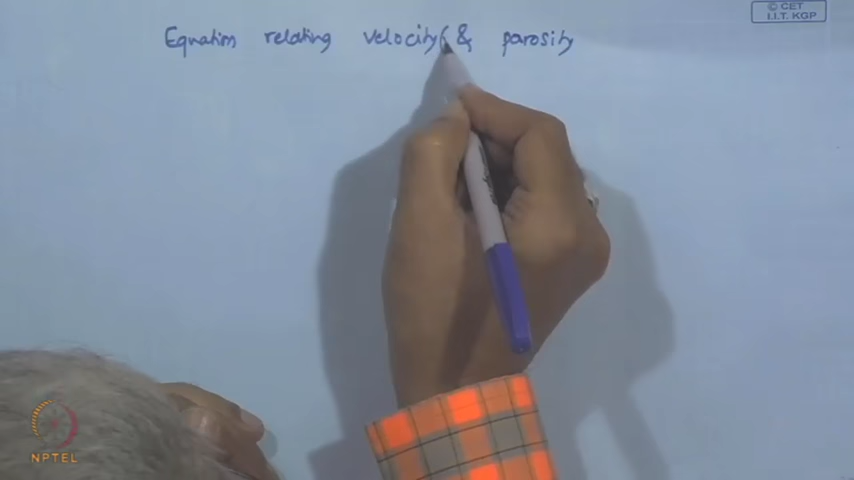 © CET
I.I.T. KGP
Equation relating velocity( & porosity
NPTEL